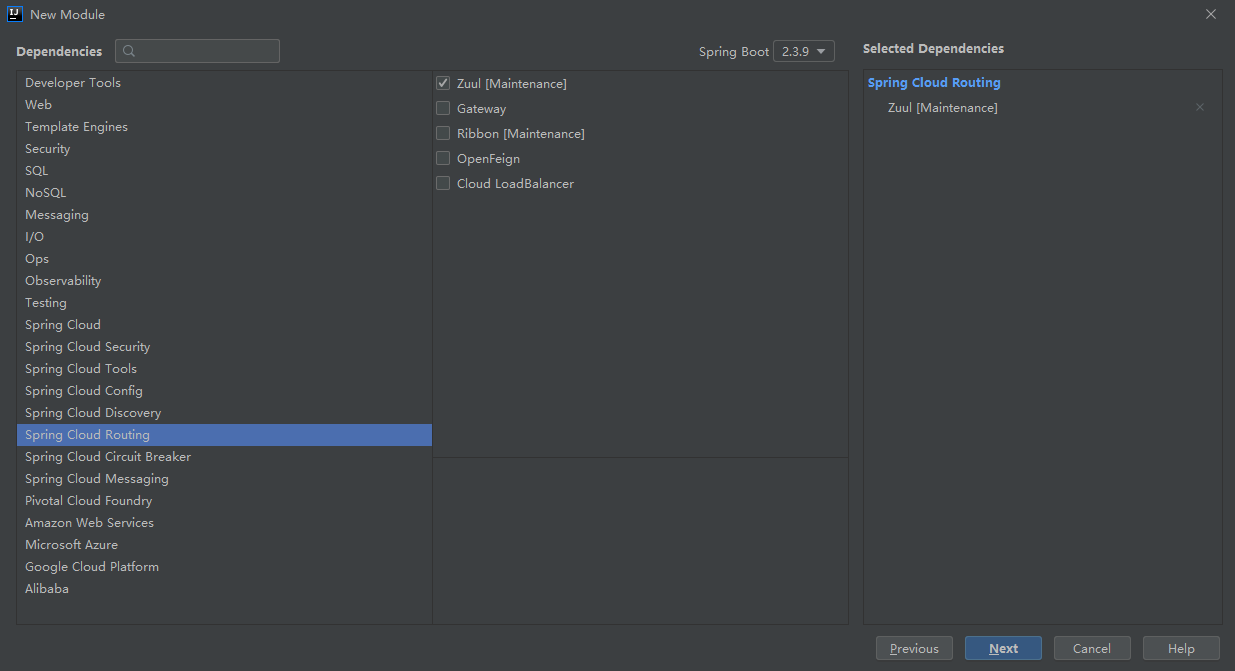 New Module
Dependencies
Spring Boot 2.3.9
Selected Dependencies
Developer Tools
Web
Template Engines
Security
SQL
NoSQL
Messaging
I/O
Ops
Observability
Testing
Spring Cloud
Spring Cloud Security
Spring Cloud Tools
Spring Cloud Config
Spring Cloud Discovery
Spring Cloud Routing
Spring Cloud Circuit Breaker
Spring Cloud Messaging
Pivotal Cloud Foundry
Amazon Web Services
Microsoft Azure
Google Cloud Platform
Alibaba
Zuul [Maintenance]
Gateway
Ribbon [Maintenance]
OpenFeign
Cloud LoadBalancer
Spring Cloud Routing
Zuul [Maintenance]
Previous
Next
Cancel
Help